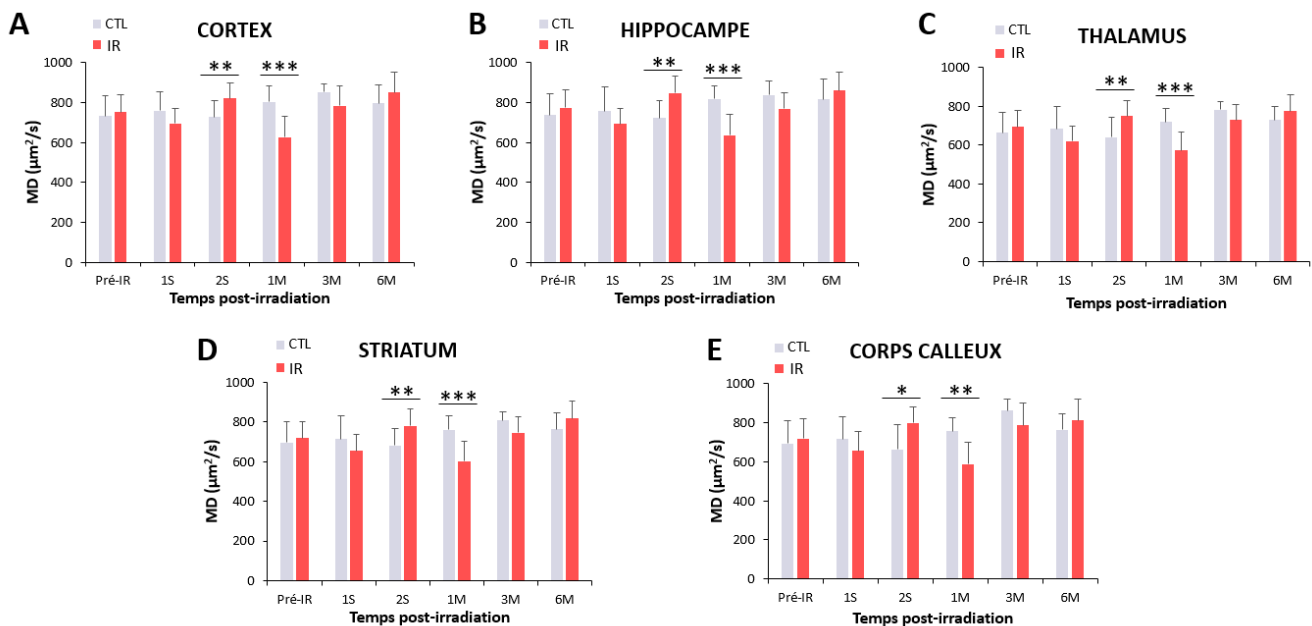 A
CORTEX
CTL
IR
MD (µm²/s)
1000
800
600
400
200
0
** ***
Pré-IR 1S 2S 1M 3M 6M
Temps post-irradiation
B
HIPPOCAMPE
CTL
IR
MD (µm²/s)
1000
800
600
400
200
0
** ***
Pré-IR 1S 2S 1M 3M 6M
Temps post-irradiation
C
THALAMUS
CTL
IR
MD (µm²/s)
1000
800
600
400
200
0
** ***
Pré-IR 1S 2S 1M 3M 6M
Temps post-irradiation
D
STRIATUM
CTL
IR
MD (µm²/s)
1000
800
600
400
200
0
** ***
Pré-IR 1S 2S 1M 3M 6M
Temps post-irradiation
E
CORPS CALLEUX
CTL
IR
MD (µm²/s)
1000
800
600
400
200
0
* **
Pré-IR 1S 2S 1M 3M 6M
Temps post-irradiation